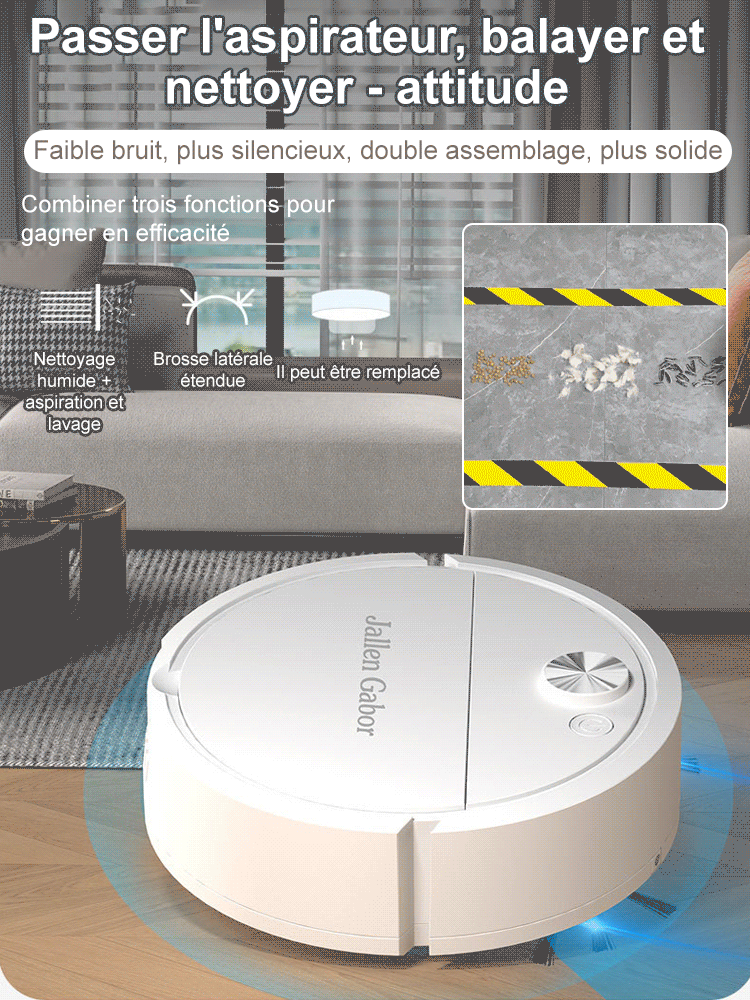 Passer l'aspirateur, balayer et
nettoyer - attitude
Faible bruit, plus silencieux, double assemblage, plus solide
Combiner trois fonctions pour
gagner en efficacité
Nettoyage
humide +
aspiration et
lavage
Brosse latérale
étendue
Il peut être remplacé
Jallen Gabor